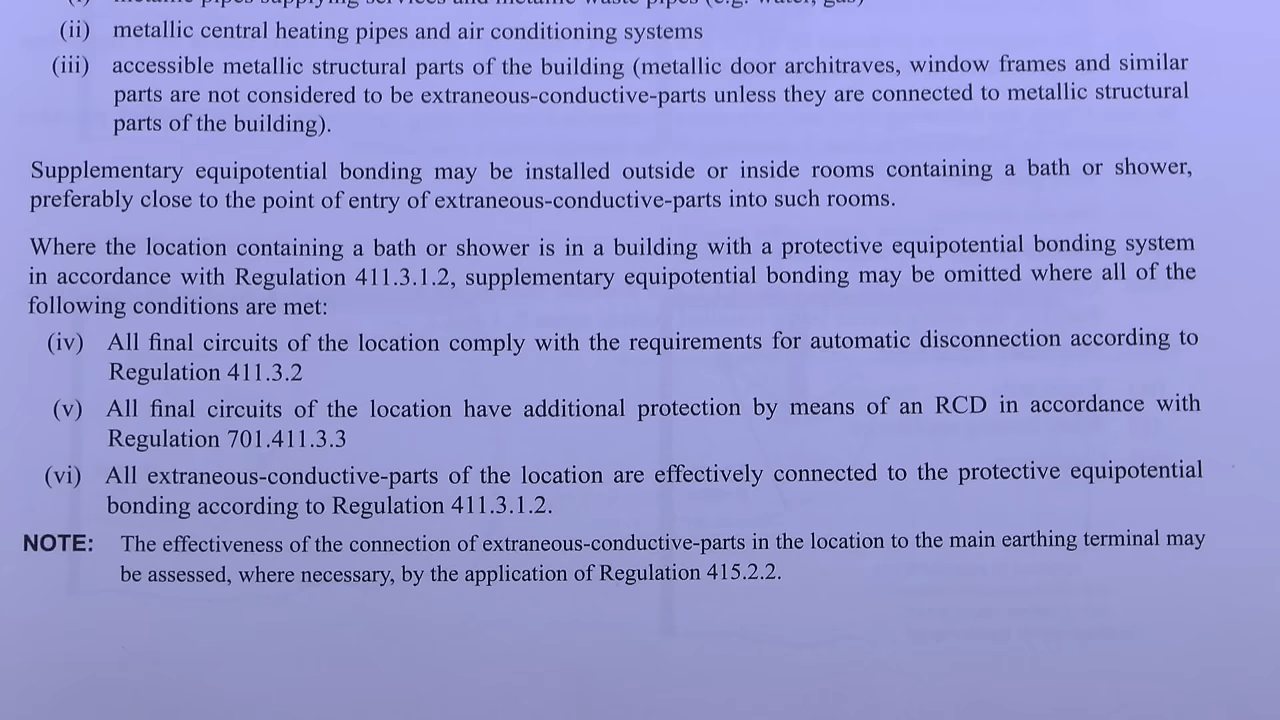 (ii) metallic central heating pipes and air conditioning systems
(iii) accessible metallic structural parts of the building (metallic door architraves, window frames and similar
parts are not considered to be extraneous-conductive-parts unless they are connected to metallic structural
parts of the building).
Supplementary equipotential bonding may be installed outside or inside rooms containing a bath or shower,
preferably close to the point of entry of extraneous-conductive-parts into such rooms.
Where the location containing a bath or shower is in a building with a protective equipotential bonding system
in accordance with Regulation 411.3.1.2, supplementary equipotential bonding may be omitted where all of the
following conditions are met:
(iv) All final circuits of the location comply with the requirements for automatic disconnection according to
Regulation 411.3.2
(v) All final circuits of the location have additional protection by means of an RCD in accordance with
Regulation 701.411.3.3
(vi) All extraneous-conductive-parts of the location are effectively connected to the protective equipotential
bonding according to Regulation 411.3.1.2.
NOTE: The effectiveness of the connection of extraneous-conductive-parts in the location to the main earthing terminal may
be assessed, where necessary, by the application of Regulation 415.2.2.